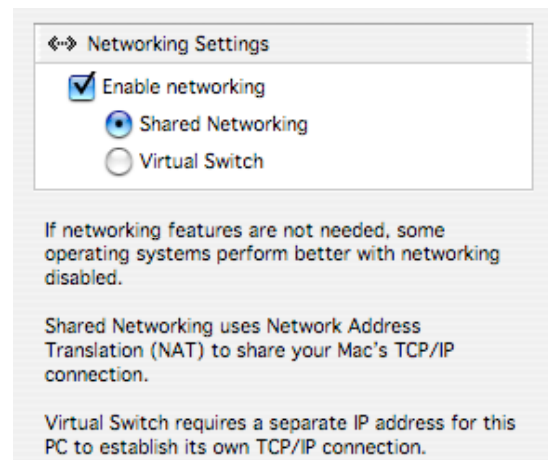 Networking Settings
Enable networking
Shared Networking
Virtual Switch
If networking features are not needed, some
operating systems perform better with networking
disabled.
Shared Networking uses Network Address
Translation (NAT) to share your Mac's TCP/IP
connection.
Virtual Switch requires a separate IP address for this
PC to establish its own TCP/IP connection.